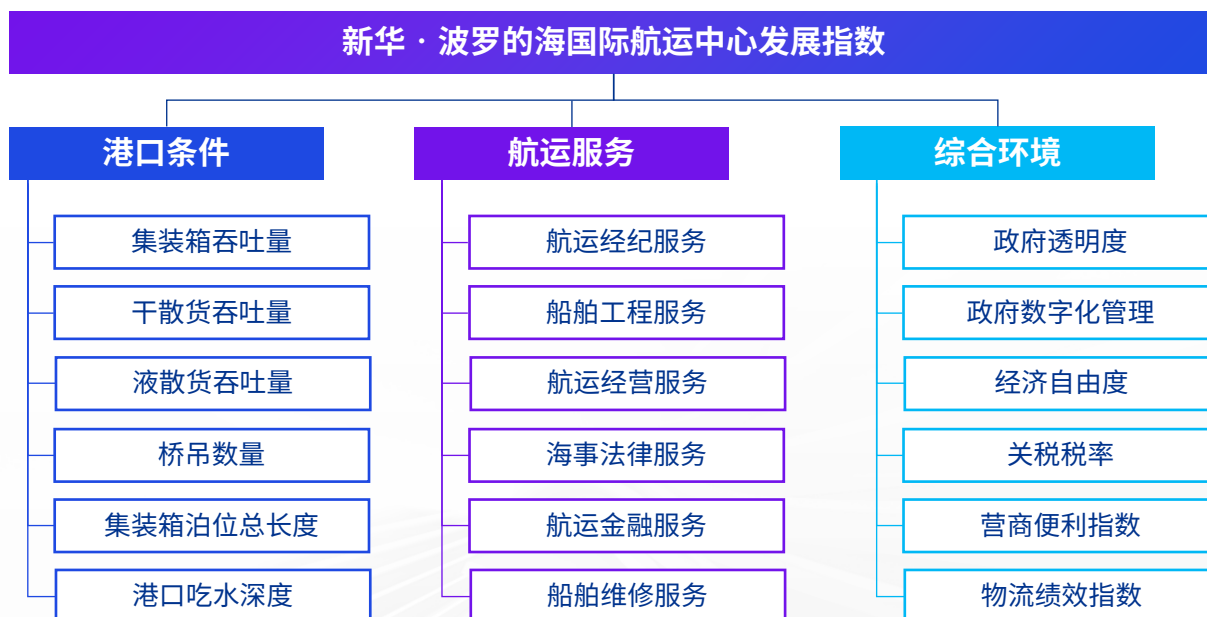 新华 · 波罗的海国际航运中心发展指数
港口条件
集装箱吞吐量
干散货吞吐量
液散货吞吐量
桥吊数量
集装箱泊位总长度
港口吃水深度
航运服务
航运经纪服务
船舶工程服务
航运经营服务
海事法律服务
航运金融服务
船舶维修服务
综合环境
政府透明度
政府数字化管理
经济自由度
关税税率
营商便利指数
物流绩效指数